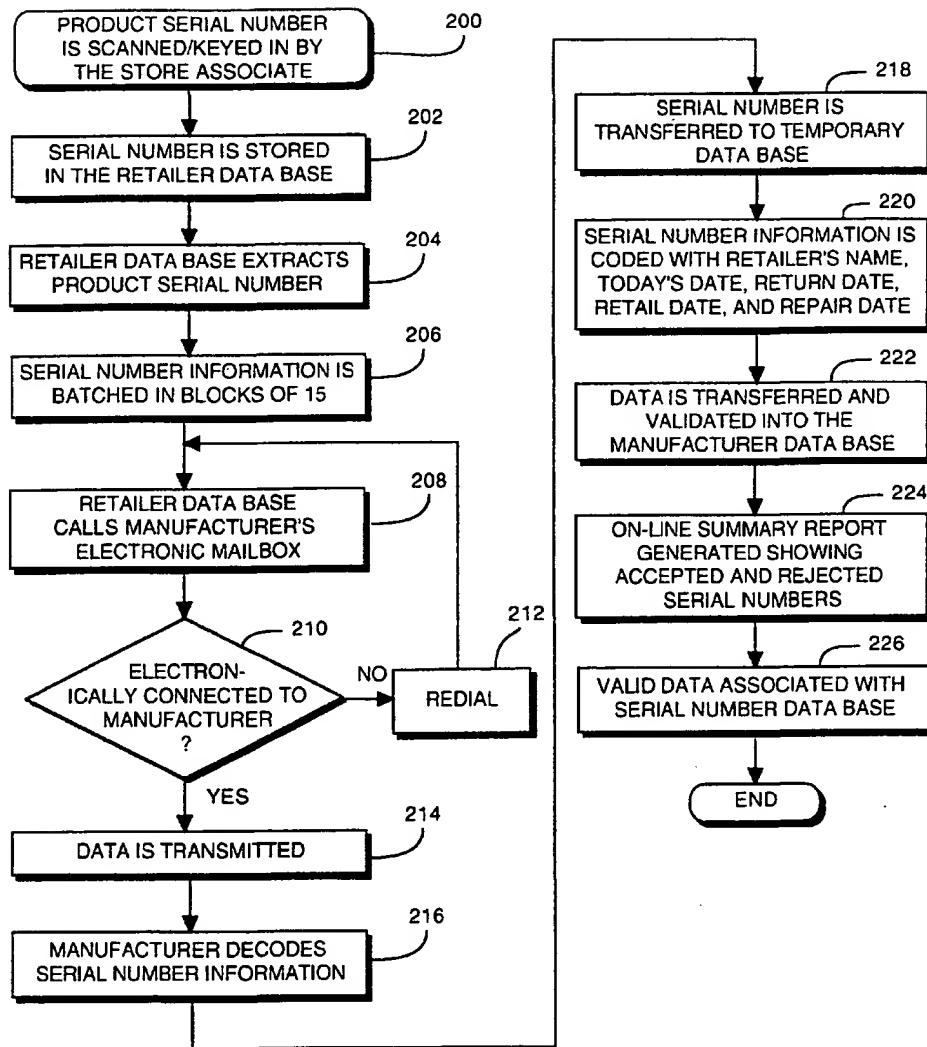 PRODUCT SERIAL NUMBER
IS SCANNED/KEYED IN BY
THE STORE ASSOCIATE
200
202
SERIAL NUMBER IS STORED
IN THE RETAILER DATA BASE
204
RETAILER DATA BASE EXTRACTS
PRODUCT SERIAL NUMBER
206
SERIAL NUMBER INFORMATION IS
BATCHED IN BLOCKS OF 15
208
RETAILER DATA BASE
CALLS MANUFACTURER'S
ELECTRONIC MAILBOX
210
ELECTRON-
ICALLY CONNECTED TO
MANUFACTURER
?
NO
212
REDIAL
YES
214
DATA IS TRANSMITTED
216
MANUFACTURER DECODES
SERIAL NUMBER INFORMATION
218
SERIAL NUMBER IS
TRANSFERRED TO TEMPORARY
DATA BASE
220
SERIAL NUMBER INFORMATION IS
CODED WITH RETAILER'S NAME,
TODAY'S DATE, RETURN DATE,
RETAIL DATE, AND REPAIR DATE
222
DATA IS TRANSFERRED AND
VALIDATED INTO THE
MANUFACTURER DATA BASE
224
ON-LINE SUMMARY REPORT
GENERATED SHOWING
ACCEPTED AND REJECTED
SERIAL NUMBERS
226
VALID DATA ASSOCIATED WITH
SERIAL NUMBER DATA BASE
END